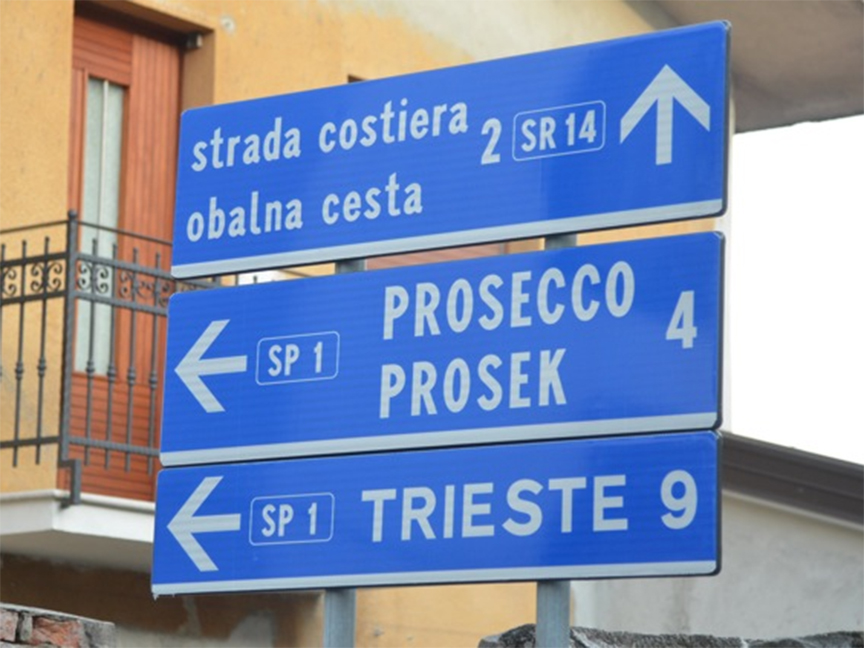 strada costiera 2 SR 14
obalna cesta
SP 1 PROSECCO 4
PROSEK
SP 1 TRIESTE 9